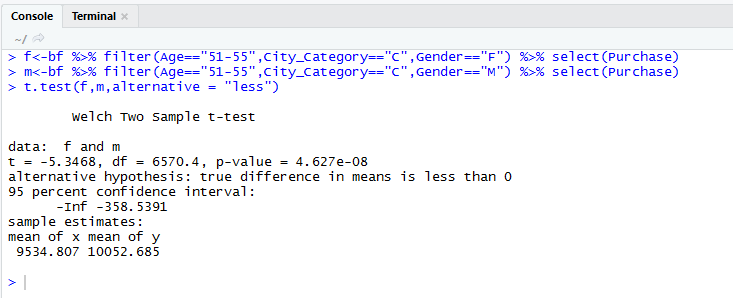 Console Terminal ×
~/
> f<-bf %>% filter(Age=="51-55",City_Category=="C",Gender=="F") %>% select(Purchase)
> m<-bf %>% filter(Age=="51-55",City_Category=="C",Gender=="M") %>% select(Purchase)
> t.test(f,m,alternative = "less")
Welch Two Sample t-test
data: f and m
t = -5.3468, df = 6570.4, p-value = 4.627e-08
alternative hypothesis: true difference in means is less than 0
95 percent confidence interval:
-Inf -358.5391
sample estimates:
mean of x mean of y
9534.807 10052.685
>